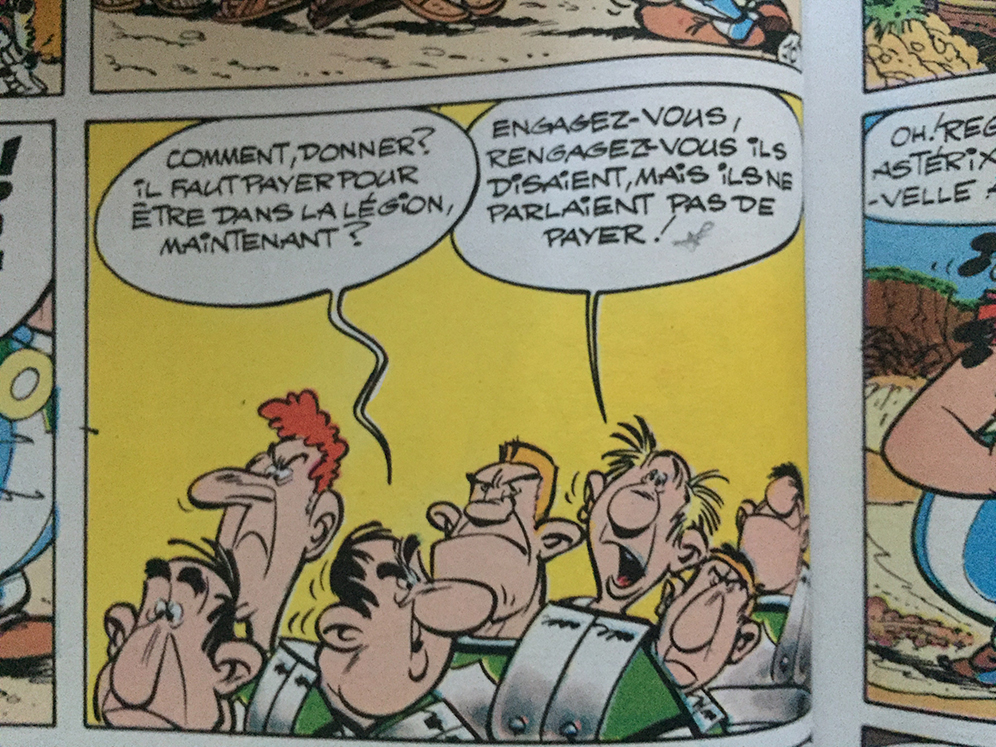 COMMENT, DONNER?
IL FAUT PAYER POUR
ÊTRE DANS LA LÉGION,
MAINTENANT?
ENGAGEZ-VOUS,
RENGAGEZ-VOUS ILS
DISAIENT, MAIS ILS NE
PARLAIENT PAS DE
PAYER!
OH! REG
ASTÉRIX
-VELLE